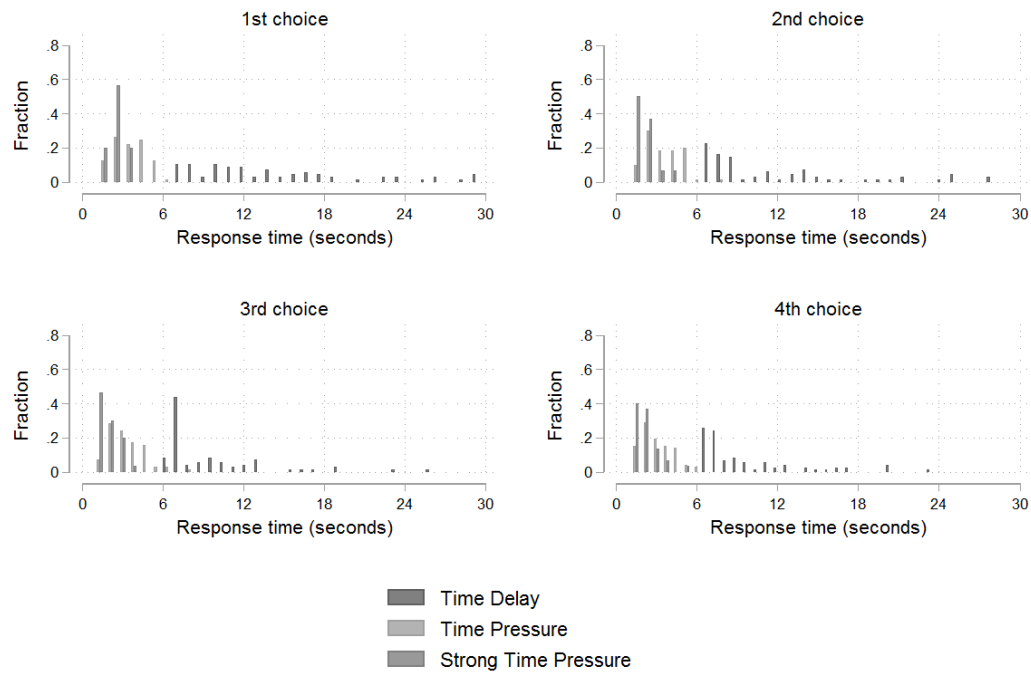 1st choice
.8
.6
.4
.2
0
Fraction
0 6 12 18 24 30
Response time (seconds)
2nd choice
.8
.6
.4
.2
0
Fraction
0 6 12 18 24 30
Response time (seconds)
3rd choice
.8
.6
.4
.2
0
Fraction
0 6 12 18 24 30
Response time (seconds)
4th choice
.8
.6
.4
.2
0
Fraction
0 6 12 18 24 30
Response time (seconds)
Time Delay
Time Pressure
Strong Time Pressure